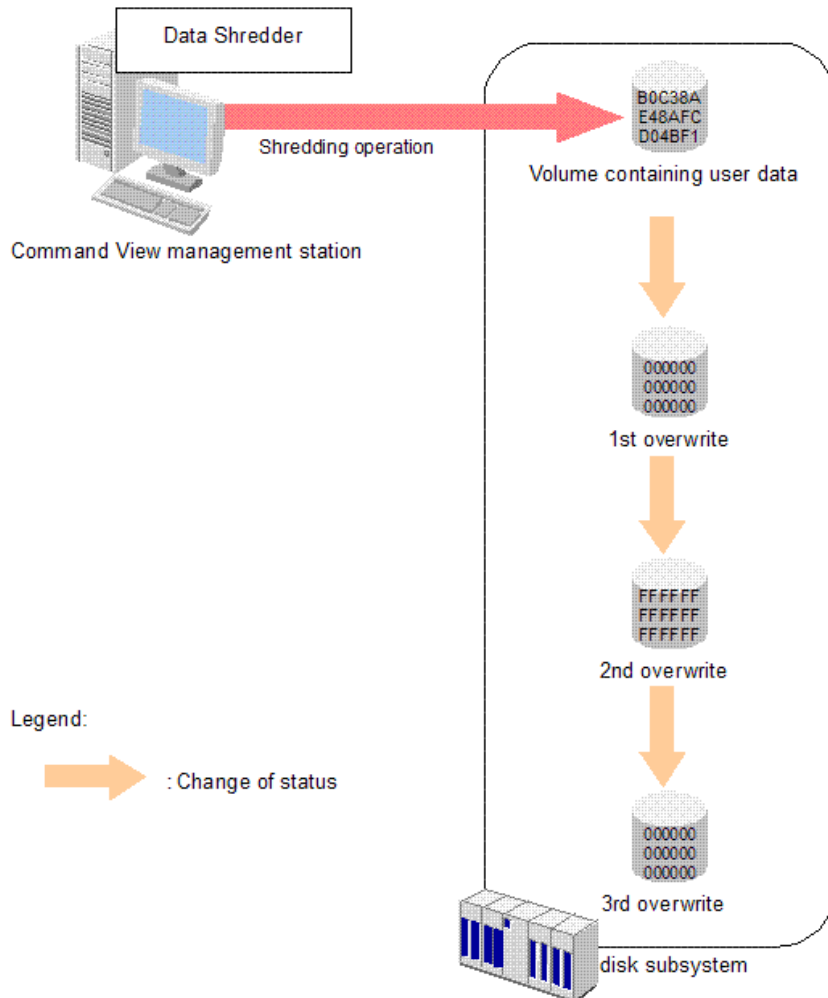 Data Shredder
B0C38A
E48AFC
D04BF1
Shredding operation
Volume containing user data
Command View management station
000000
000000
000000
1st overwrite
FFFFFF
FFFFFF
FFFFFF
2nd overwrite
Legend:
: Change of status
000000
000000
000000
3rd overwrite
disk subsystem